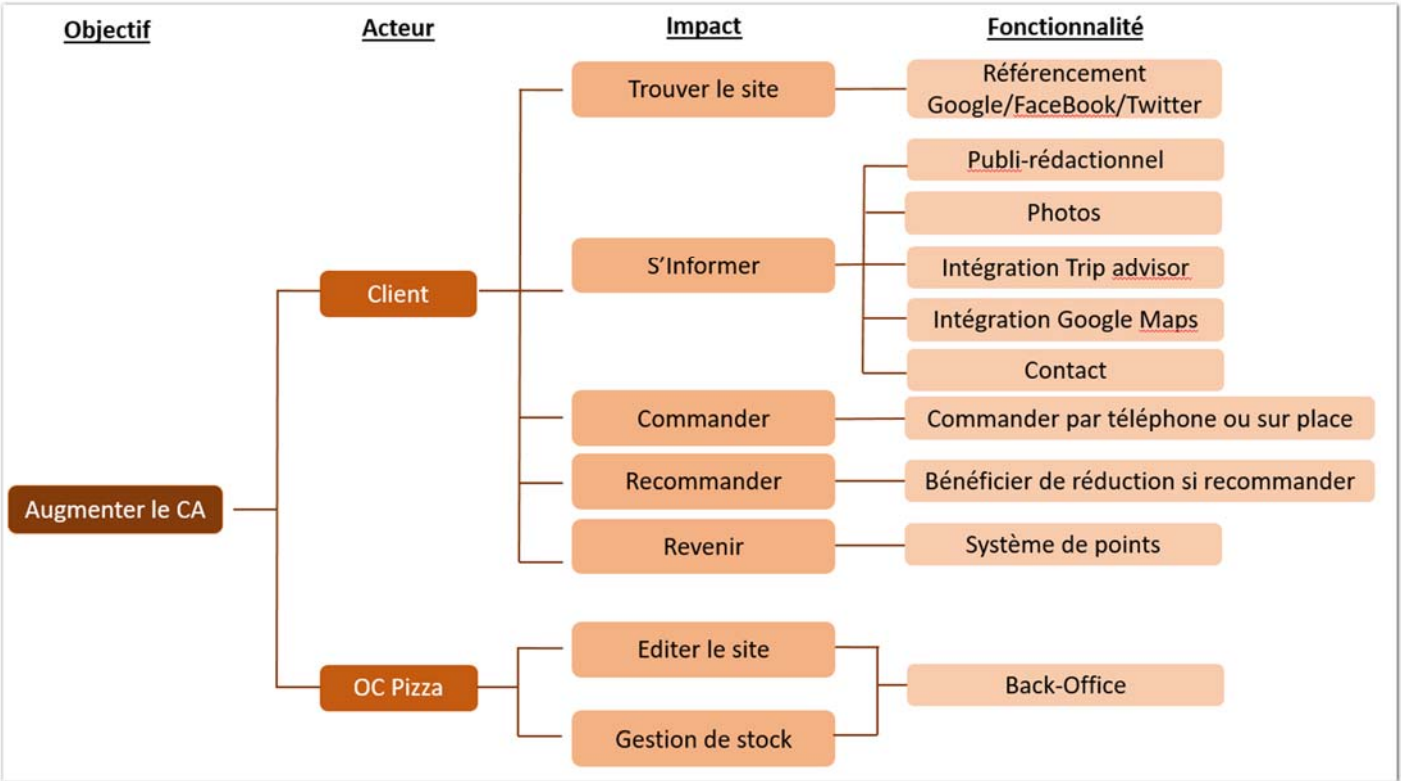 Objectif
Acteur
Impact
Fonctionnalité
Trouver le site
Référencement
Google/FaceBook/Twitter
Publi-rédactionnel
Photos
S'Informer
Intégration Trip advisor
Client
Intégration Google Maps
Contact
Commander
Commander par téléphone ou sur place
Recommander
Bénéficier de réduction si recommander
Augmenter le CA
Revenir
Système de points
Editer le site
OC Pizza
Back-Office
Gestion de stock